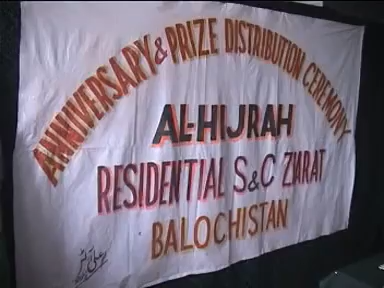 ANNIVERSARY & PRIZE DISTRIBUTION CEREMONY
AL-HIJRAH
RESIDENTIAL S&C ZIARAT
BALOCHISTAN